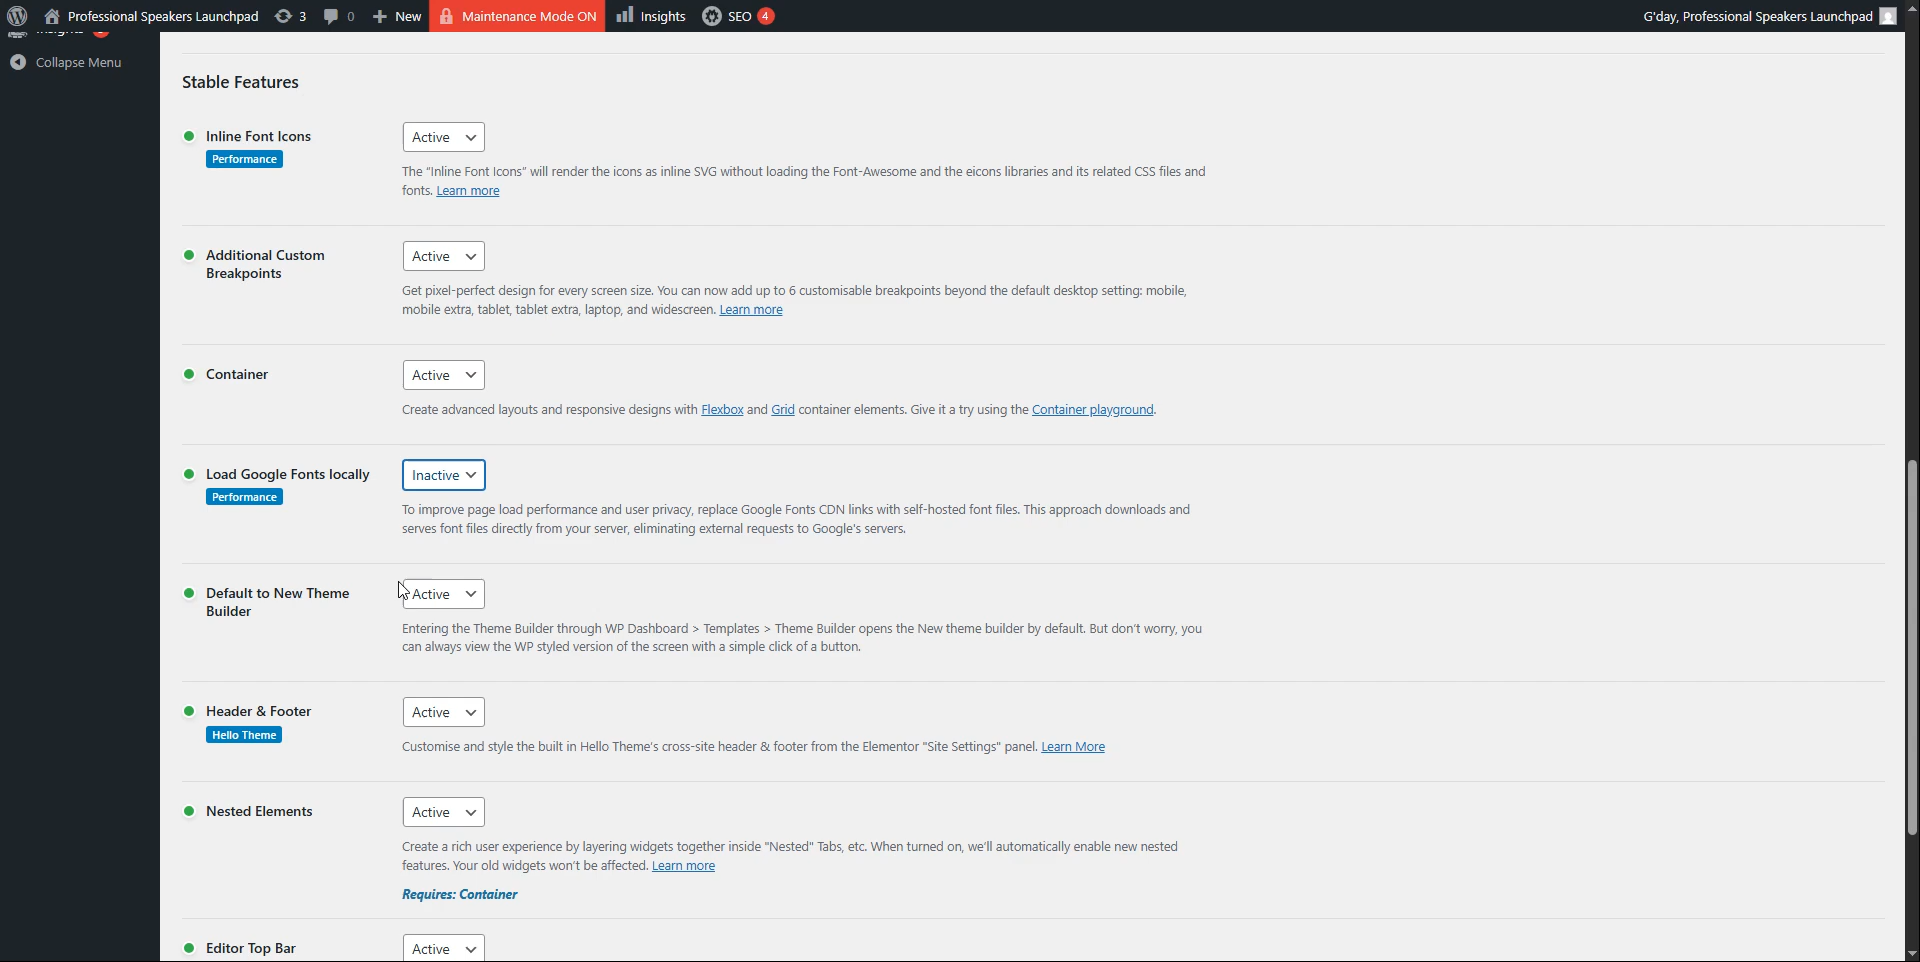 Professional Speakers Launchpad 3 0 New Maintenance Mode ON Insights SEO 4 G'day, Professional Speakers Launchpad
Collapse Menu
Stable Features
Inline Font Icons
Performance
Active
The "Inline Font Icons" will render the icons as inline SVG without loading the Font-Awesome and the eicons libraries and its related CSS files and
fonts. Learn more
Additional Custom
Breakpoints
Active
Get pixel-perfect design for every screen size. You can now add up to 6 customisable breakpoints beyond the default desktop setting: mobile,
mobile extra, tablet, tablet extra, laptop, and widescreen. Learn more
Container
Active
Create advanced layouts and responsive designs with Flexbox and Grid container elements. Give it a try using the Container playground.
Load Google Fonts locally
Performance
Inactive
To improve page load performance and user privacy, replace Google Fonts CDN links with self-hosted font files. This approach downloads and
serves font files directly from your server, eliminating external requests to Google's servers.
Default to New Theme
Builder
Active
Entering the Theme Builder through WP Dashboard > Templates > Theme Builder opens the New theme builder by default. But don't worry, you
can always view the WP styled version of the screen with a simple click of a button.
Header & Footer
Hello Theme
Active
Customise and style the built in Hello Theme's cross-site header & footer from the Elementor "Site Settings" panel. Learn More
Nested Elements
Active
Create a rich user experience by layering widgets together inside "Nested" Tabs, etc. When turned on, we'll automatically enable new nested
features. Your old widgets won't be affected. Learn more
Requires: Container
Editor Top Bar
Active